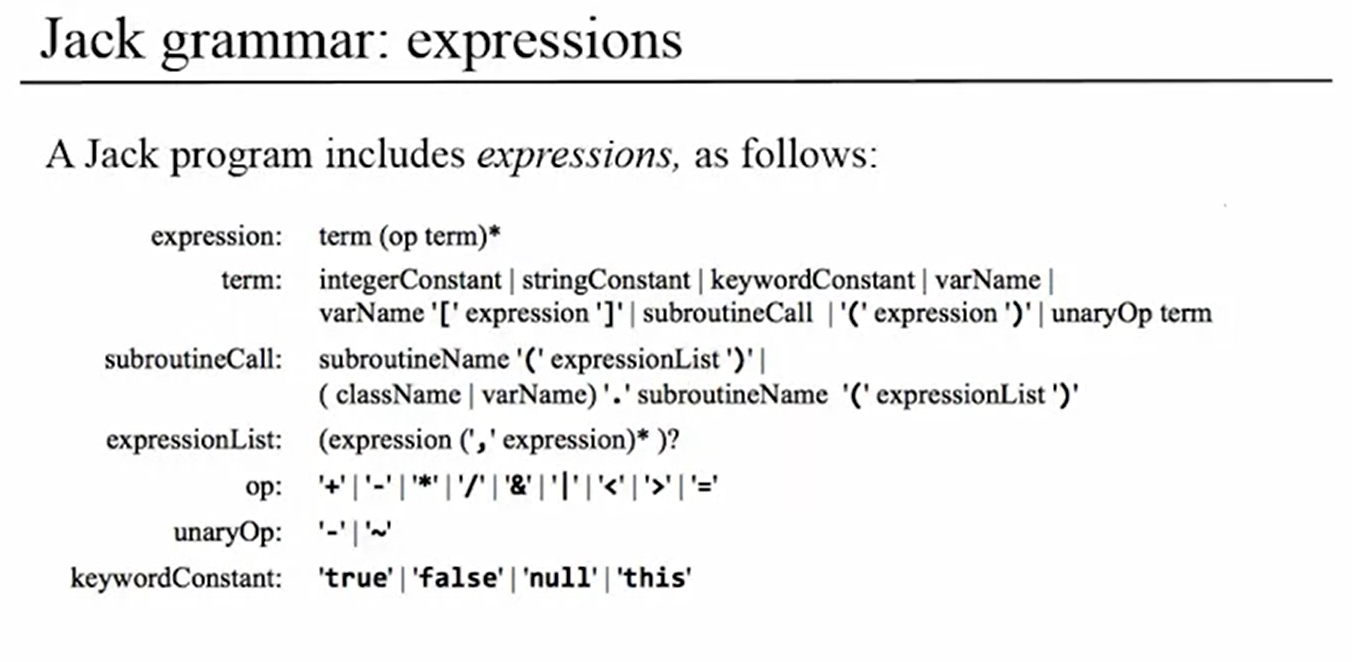 Jack grammar: expressions
A Jack program includes expressions, as follows:
expression: term (op term)*
term: integerConstant | stringConstant | keywordConstant | varName |
varName '[' expression ']' | subroutineCall | '(' expression ')' | unaryOp term
subroutineCall: subroutineName '(' expressionList ')' |
( className | varName) '.' subroutineName '(' expressionList ')'
expressionList: (expression (',' expression)* )?
op: '+' | '-' | '*' | '/' | '&' | '|' | '<' | '>' | '='
unaryOp: '-' | '~'
keywordConstant: 'true' | 'false' | 'null' | 'this'